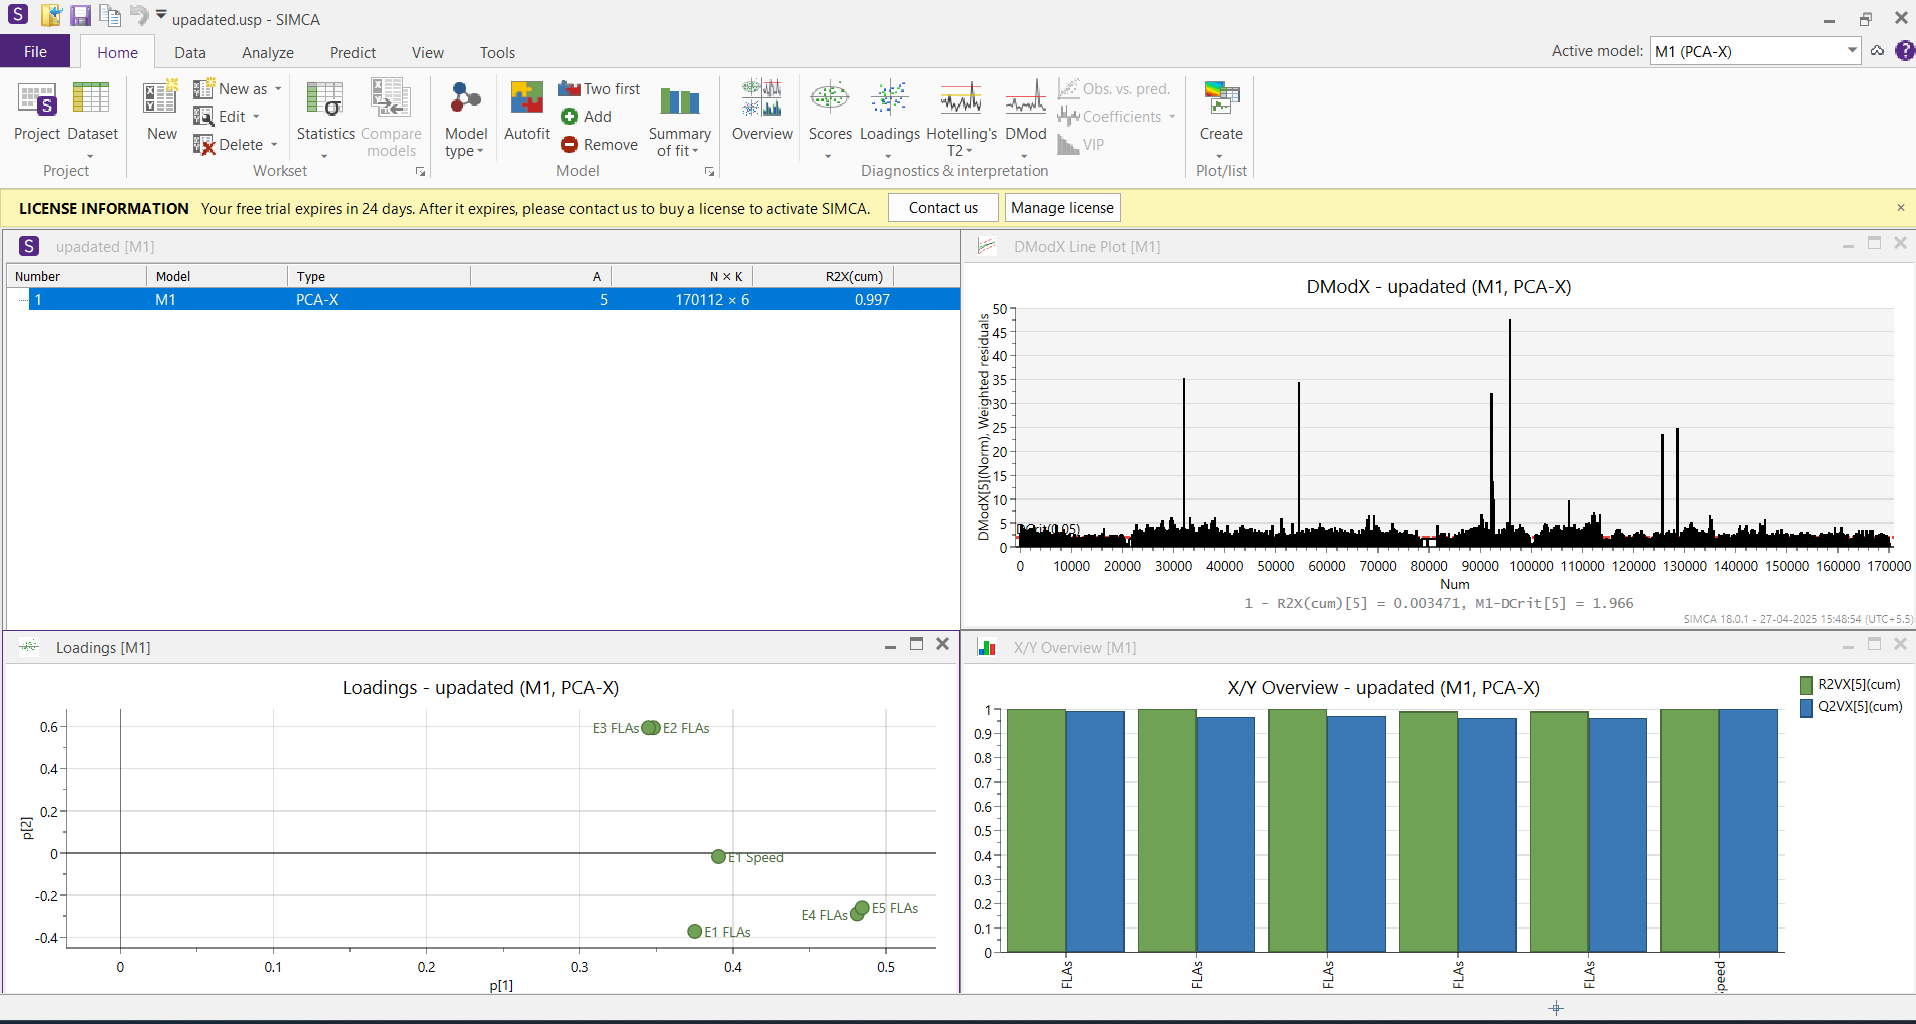 upadated.usp - SIMCA
File Home Data Analyze Predict View Tools
Active model: M1 (PCA-X)
Project Dataset
Project
New
New as
Edit
Delete
Statistics
Compare models
Workset
Model type
Autofit
Two first
Add
Remove
Summary of fit
Model
Overview
Scores
Loadings
Hotelling's T2
DMod
Obs. vs. pred.
Coefficients
VIP
Diagnostics & interpretation
Create
Plot/list
LICENSE INFORMATION Your free trial expires in 24 days. After it expires, please contact us to buy a license to activate SIMCA. Contact us Manage license
upadated [M1]
Number Model Type A N × K R2X(cum)
1 M1 PCA-X 5 170112 × 6 0.997
DModX Line Plot [M1]
DModX - upadated (M1, PCA-X)
DModX[5](Norm), Weighted residuals
50
45
40
35
30
25
20
15
10
5
0
DCrit(0.05)
0 10000 20000 30000 40000 50000 60000 70000 80000 90000 100000 110000 120000 130000 140000 150000 160000 170000
Num
1 - R2X(cum)[5] = 0.003471, M1-DCrit[5] = 1.966
SIMCA 18.0.1 - 27-04-2025 15:48:54 (UTC+5.5)
Loadings [M1]
Loadings - upadated (M1, PCA-X)
p[2]
0.6
0.4
0.2
0
-0.2
-0.4
E3 FLAs E2 FLAs
E1 Speed
E4 FLAs E5 FLAs
E1 FLAs
0 0.1 0.2 0.3 0.4 0.5
p[1]
X/Y Overview [M1]
X/Y Overview - upadated (M1, PCA-X)
R2VX[5](cum)
Q2VX[5](cum)
1
0.9
0.8
0.7
0.6
0.5
0.4
0.3
0.2
0.1
0
FLAs FLAs FLAs FLAs FLAs peed